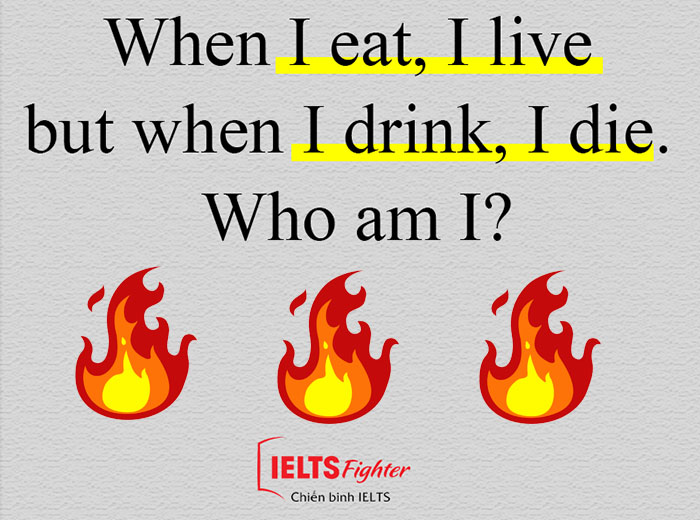 When I eat, I live
but when I drink, I die.
Who am I?
IELTS Fighter
Chiến binh IELTS